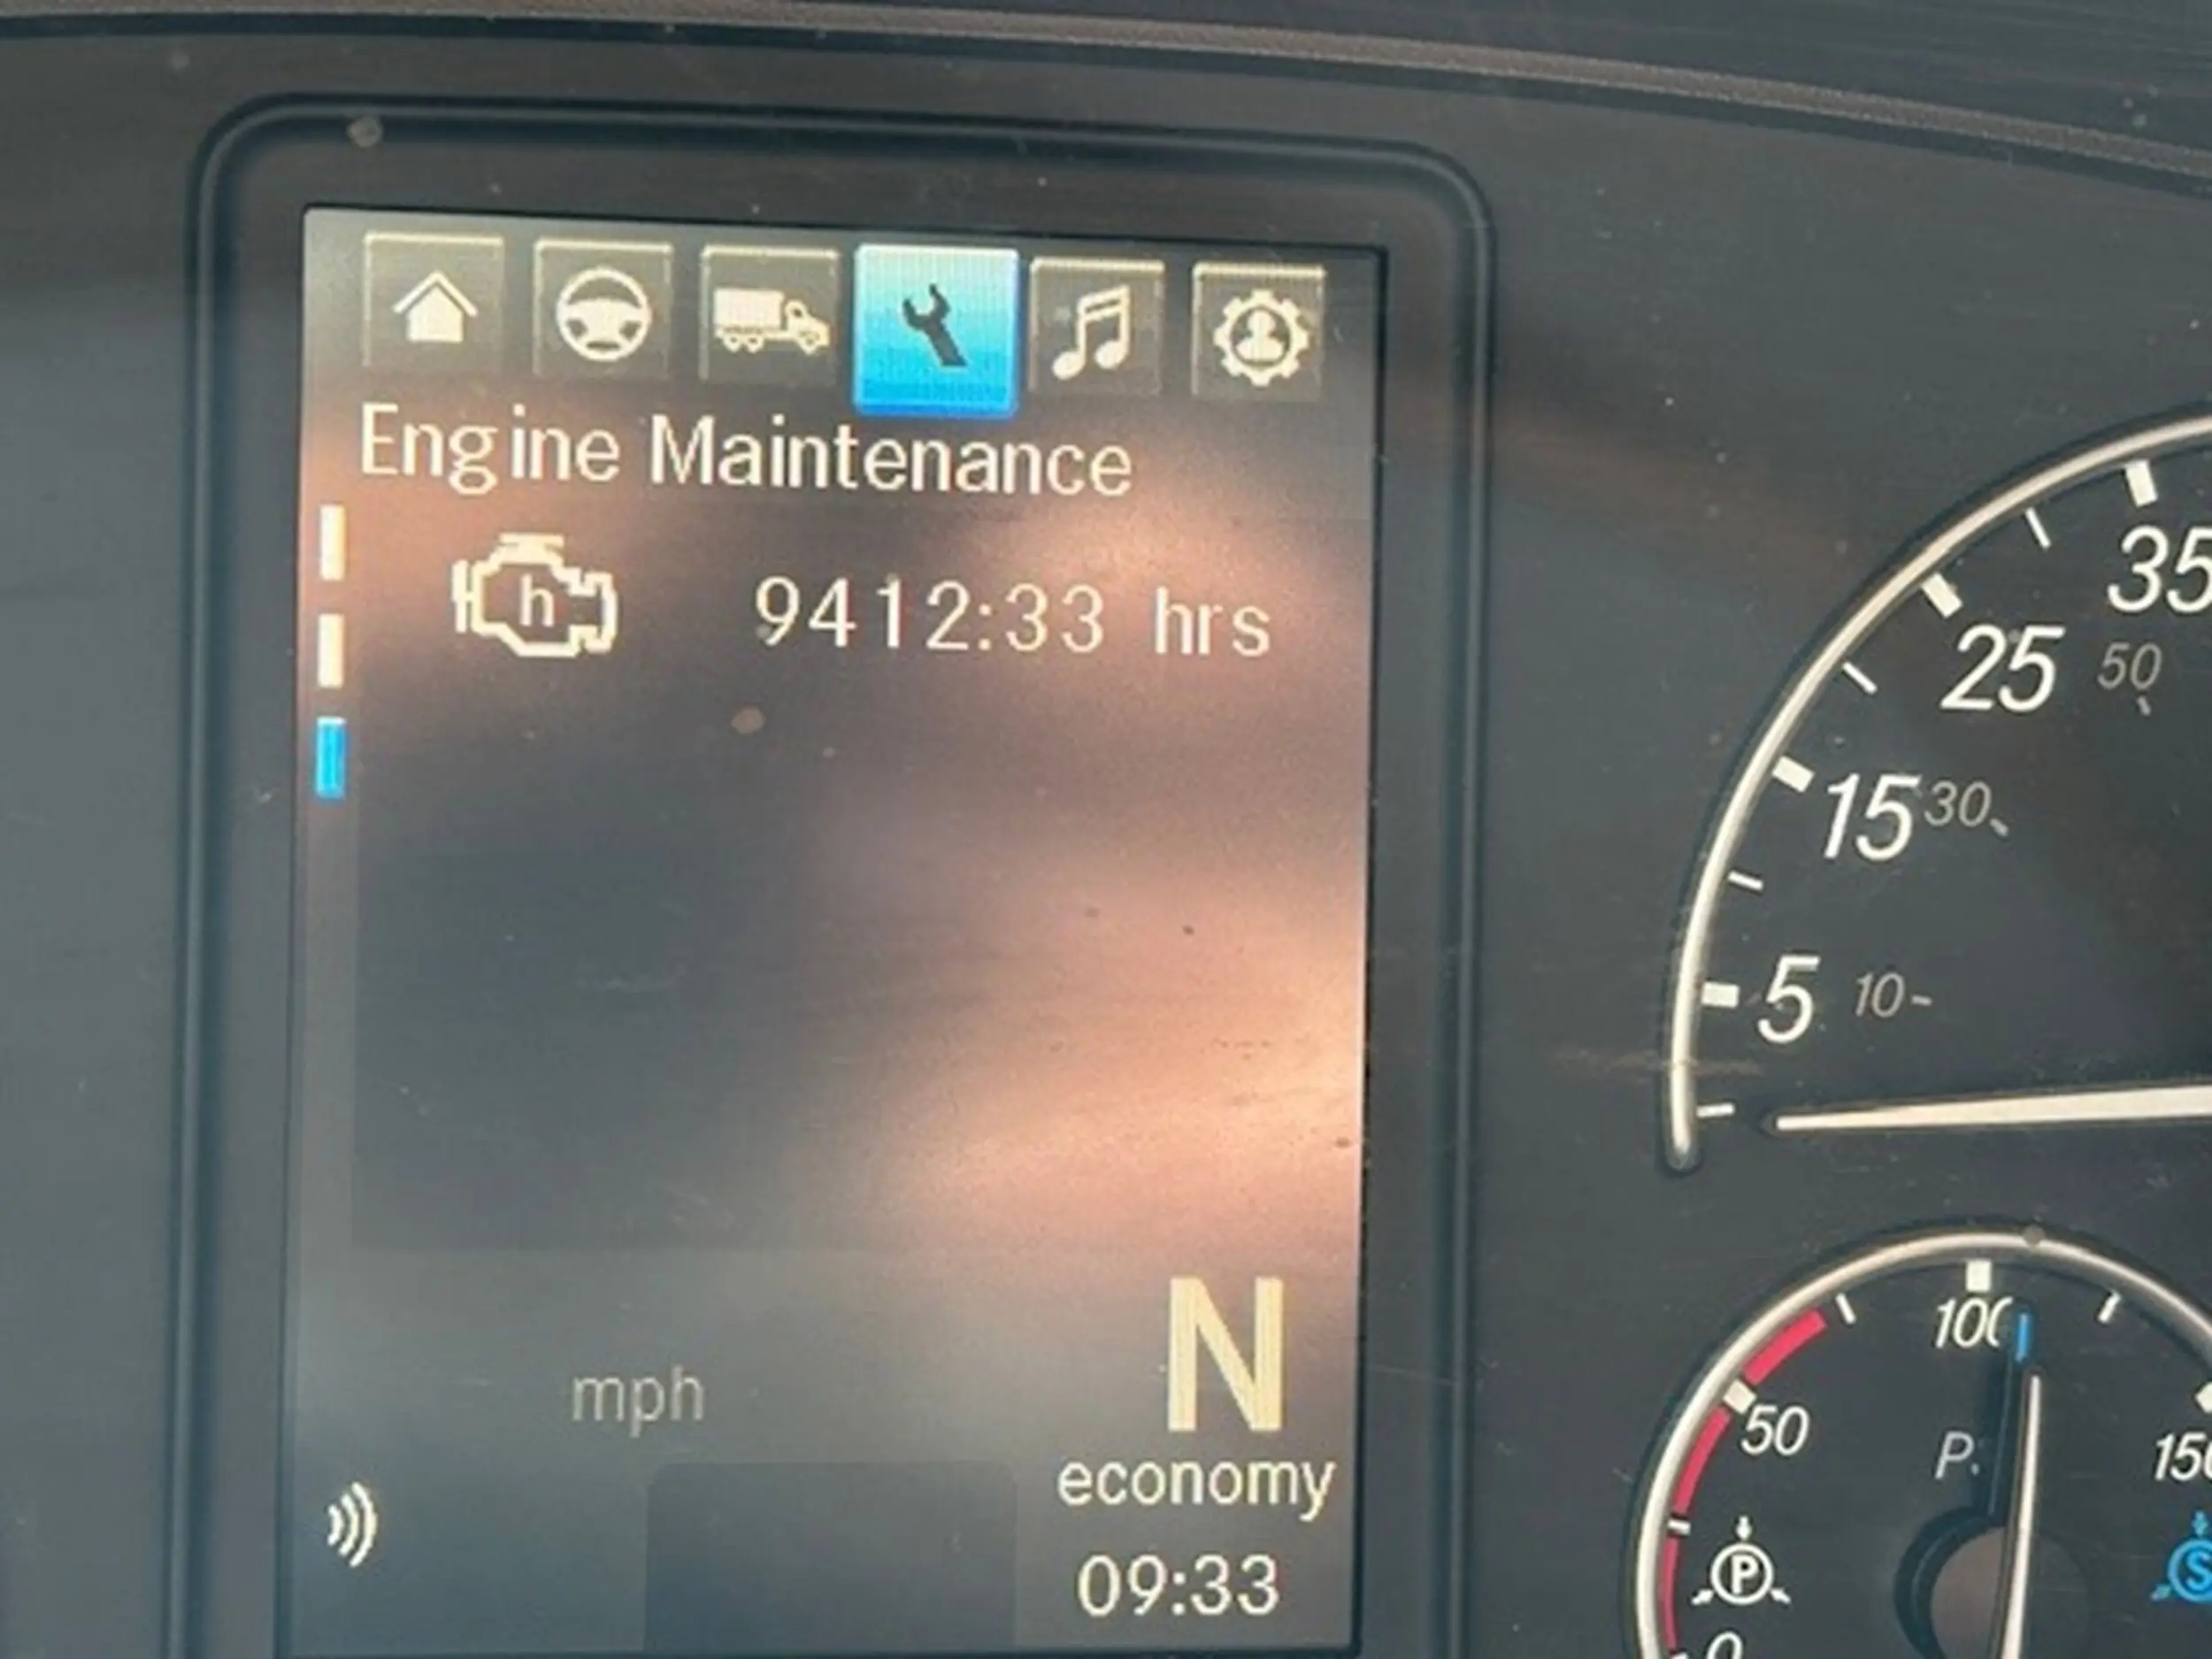 Engine Maintenance
h 9412:33 hrs
mph
N
economy
09:33
35
25 50
15 30
5 10
100
50
P.
150
P
S
0